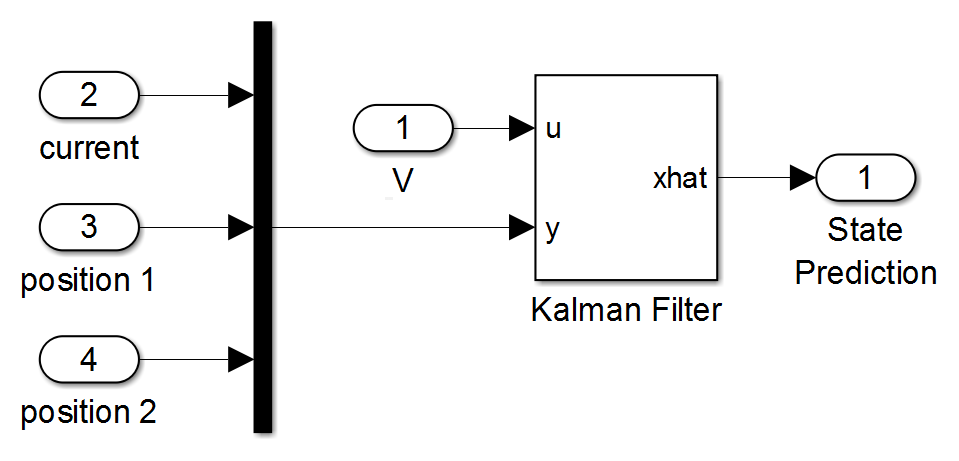 2
current
3
position 1
4
position 2
1
V
u
y
xhat
Kalman Filter
1
State
Prediction